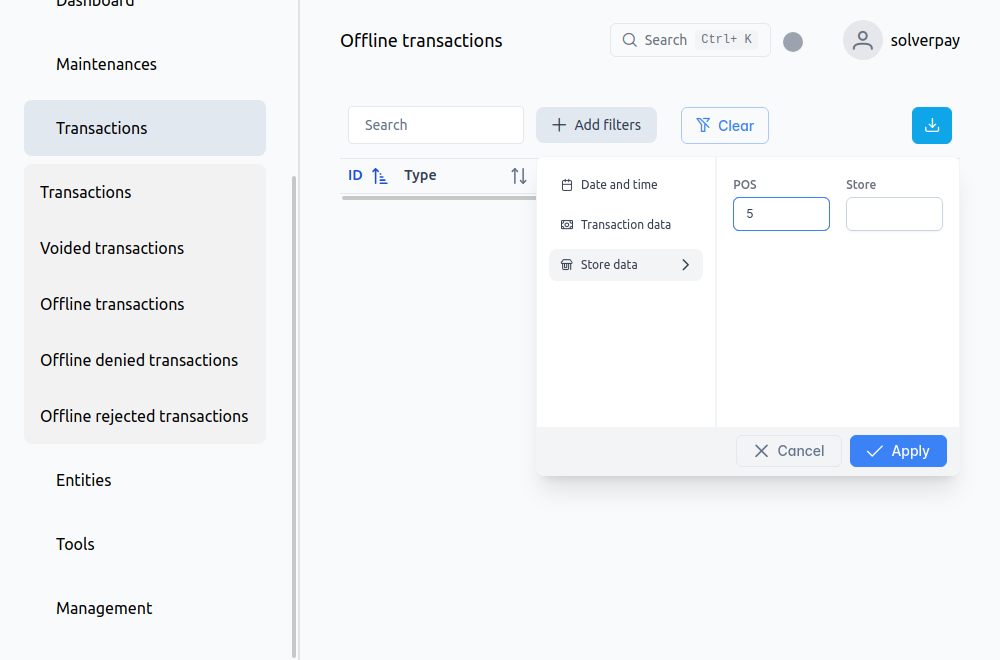 Dashboard
Maintenances
Transactions
Transactions
Voided transactions
Offline transactions
Offline denied transactions
Offline rejected transactions
Entities
Tools
Management
Offline transactions
Search Ctrl+ K
solverpay
Search
Add filters
Clear
ID Type
Date and time
Transaction data
Store data
POS Store
5
Cancel
Apply